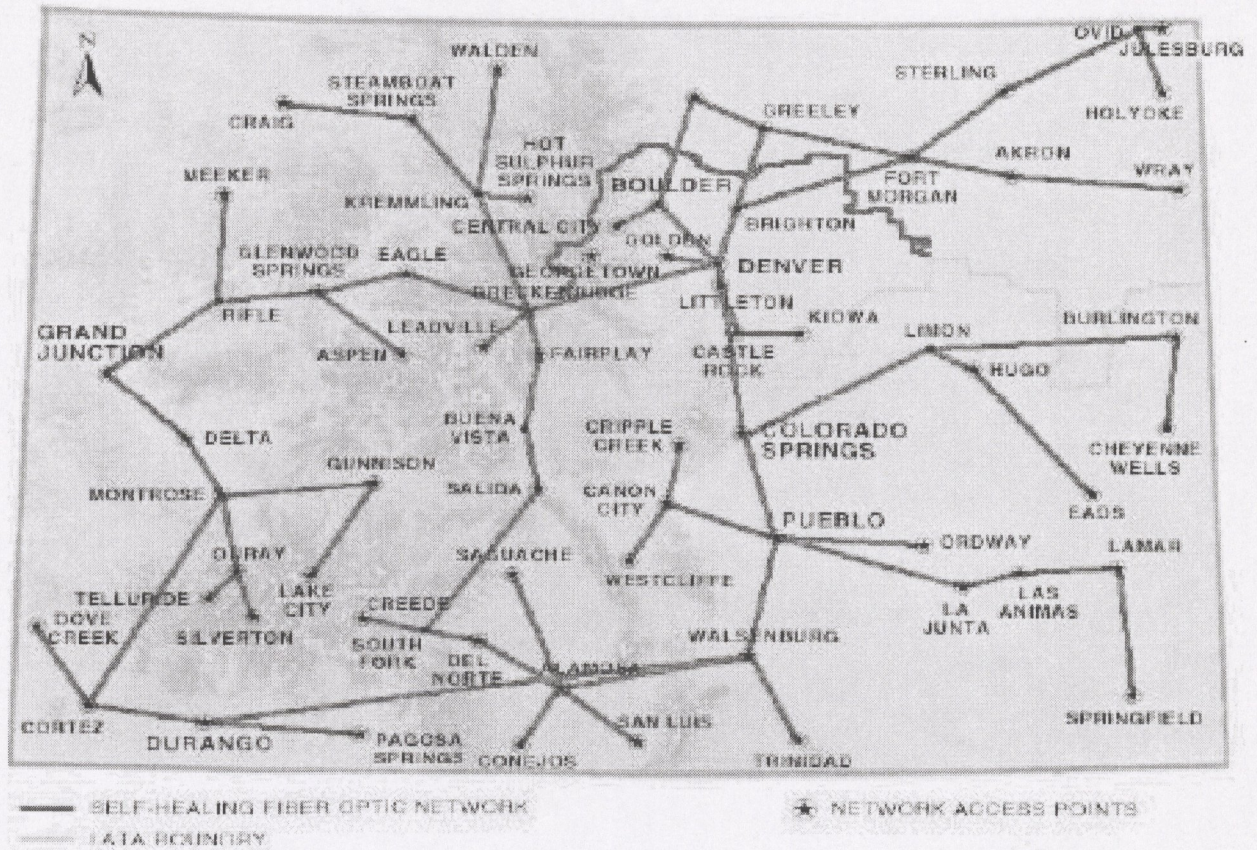 N
WALDEN
OVID
JULESBURG
STEAMBOAT
SPRINGS
STERLING
CRAIG
GREELEY
HOLYOKE
HOT
SULPHUR
SPRINGS
MEEKER
AKRON
WRAY
BOULDER
FORT
MORGAN
KREMMLING
CENTRAL CITY
BRIGHTON
GOLDEN
GLENWOOD
SPRINGS
EAGLE
GEORGETOWN
DENVER
BRECKENRIDGE
LITTLETON
RIFLE
KIOWA
LEADVILLE
LIMON
BURLINGTON
GRAND
JUNCTION
ASPEN
FAIRPLAY
CASTLE
ROCK
HUGO
BUENA
VISTA
CRIPPLE
CREEK
COLORADO
SPRINGS
DELTA
CHEYENNE
WELLS
GUNNISON
MONTROSE
SALIDA
CANON
CITY
EADS
PUEBLO
OURAY
SAGUACHE
ORDWAY
LAMAR
WESTCLIFFE
TELLURIDE
LAKE
CITY
CREEDE
LAS
ANIMAS
LA
JUNTA
DOVE
CREEK
SILVERTON
SOUTH
FORK
WALSENBURG
DEL
NORTE
ALAMOSA
CORTEZ
SAN LUIS
SPRINGFIELD
DURANGO
PAGOSA
SPRINGS
CONEJOS
TRINIDAD
SELF-HEALING FIBER OPTIC NETWORK
NETWORK ACCESS POINTS
LATA BOUNDRY